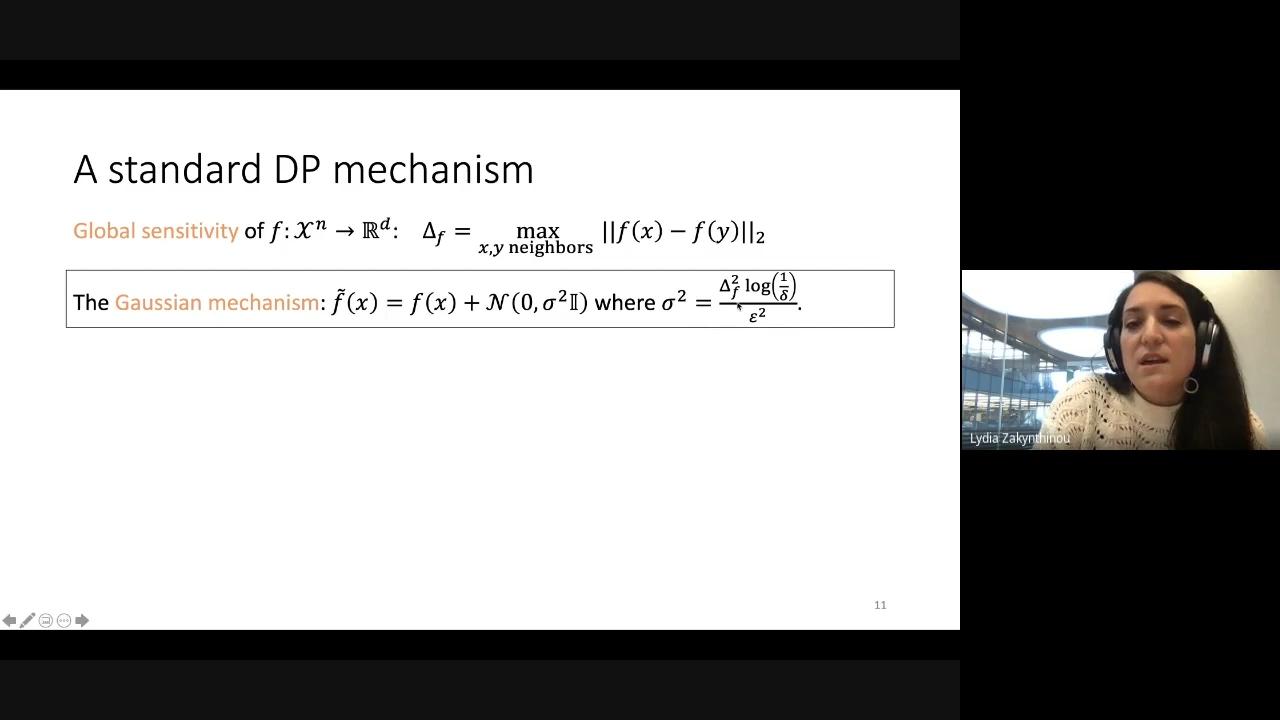 A standard DP mechanism
Global sensitivity of f: 𝒳ⁿ → ℝᵈ: Δ_f = max_{x,y neighbors} ||f(x) − f(y)||₂
The Gaussian mechanism: f̃(x) = f(x) + 𝒩(0, σ²𝕀) where σ² = Δ_f² log(1/δ) / ε².
Lydia Zakynthinou
11